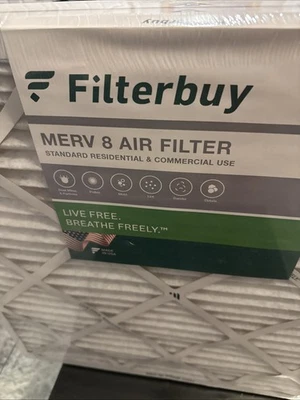 Filterbuy
MERV 8 AIR FILTER
STANDARD RESIDENTIAL & COMMERCIAL USE
LIVE FREE.
BREATHE FREELY.™